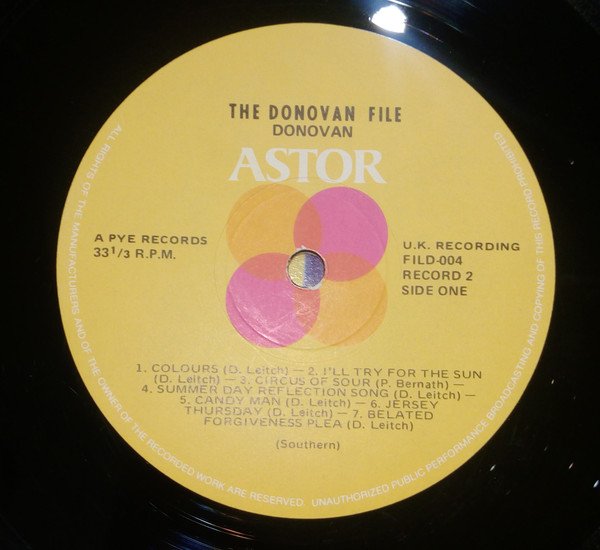 THE DONOVAN FILE
DONOVAN
ASTOR
A PYE RECORDS
33 1/3 R.P.M.
U.K. RECORDING
FILD-004
RECORD 2
SIDE ONE
1. COLOURS (D. Leitch) — 2. I'LL TRY FOR THE SUN
(D. Leitch) — 3. CIRCUS OF SOUR (P. Bernath) —
4. SUMMER DAY REFLECTION SONG (D. Leitch) —
5. CANDY MAN (D. Leitch) — 6. JERSEY
THURSDAY (D. Leitch) — 7. BELATED
FORGIVENESS PLEA (D. Leitch)
(Southern)
ALL RIGHTS OF THE MANUFACTURERS AND OF THE OWNER OF THE RECORDED WORK ARE RESERVED. UNAUTHORIZED PUBLIC PERFORMANCE BROADCASTING AND COPYING OF THIS RECORD PROHIBITED